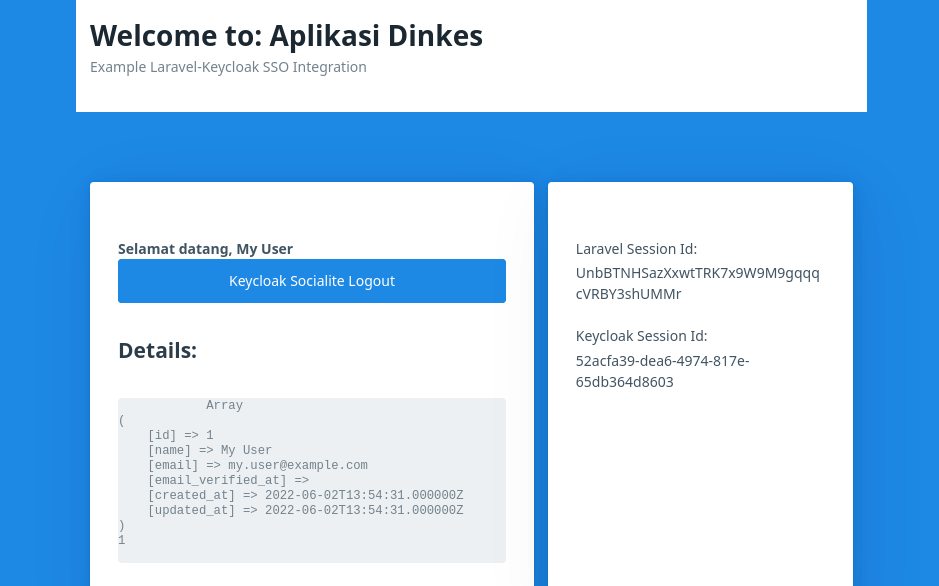 Welcome to: Aplikasi Dinkes
Example Laravel-Keycloak SSO Integration
Selamat datang, My User
Keycloak Socialite Logout
Details:
Array
(
[id] => 1
[name] => My User
[email] => my.user@example.com
[email_verified_at] =>
[created_at] => 2022-06-02T13:54:31.000000Z
[updated_at] => 2022-06-02T13:54:31.000000Z
)
1
Laravel Session Id:
UnbBTNHSazXxwtTRK7x9W9M9gqqq
cVRBY3shUMMr
Keycloak Session Id:
52acfa39-dea6-4974-817e-
65db364d8603